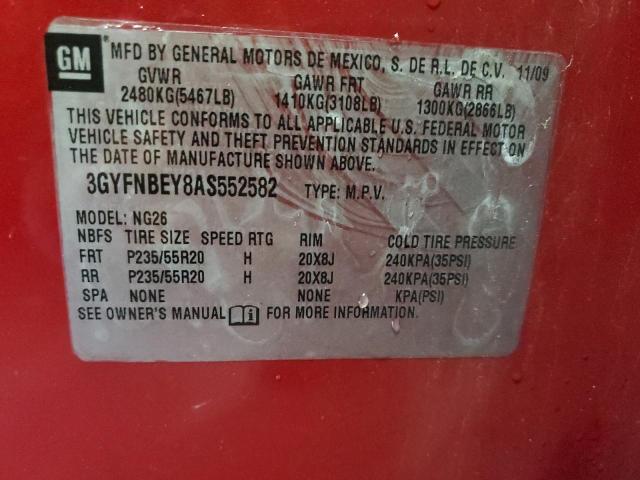 GM ® MFD BY GENERAL MOTORS DE MEXICO, S. DE R.L. DE C.V. 11/09
GVWR GAWR FRT GAWR RR
2480KG(5467LB) 1410KG(3108LB) 1300KG(2866LB)
THIS VEHICLE CONFORMS TO ALL APPLICABLE U.S. FEDERAL MOTOR
VEHICLE SAFETY AND THEFT PREVENTION STANDARDS IN EFFECT ON
THE DATE OF MANUFACTURE SHOWN ABOVE.
3GYFNBEY8AS552582 TYPE: M.P.V.
MODEL: NG26
NBFS TIRE SIZE SPEED RTG RIM COLD TIRE PRESSURE
FRT P235/55R20 H 20X8J 240KPA(35PSI)
RR P235/55R20 H 20X8J 240KPA(35PSI)
SPA NONE NONE KPA(PSI)
SEE OWNER'S MANUAL i FOR MORE INFORMATION.